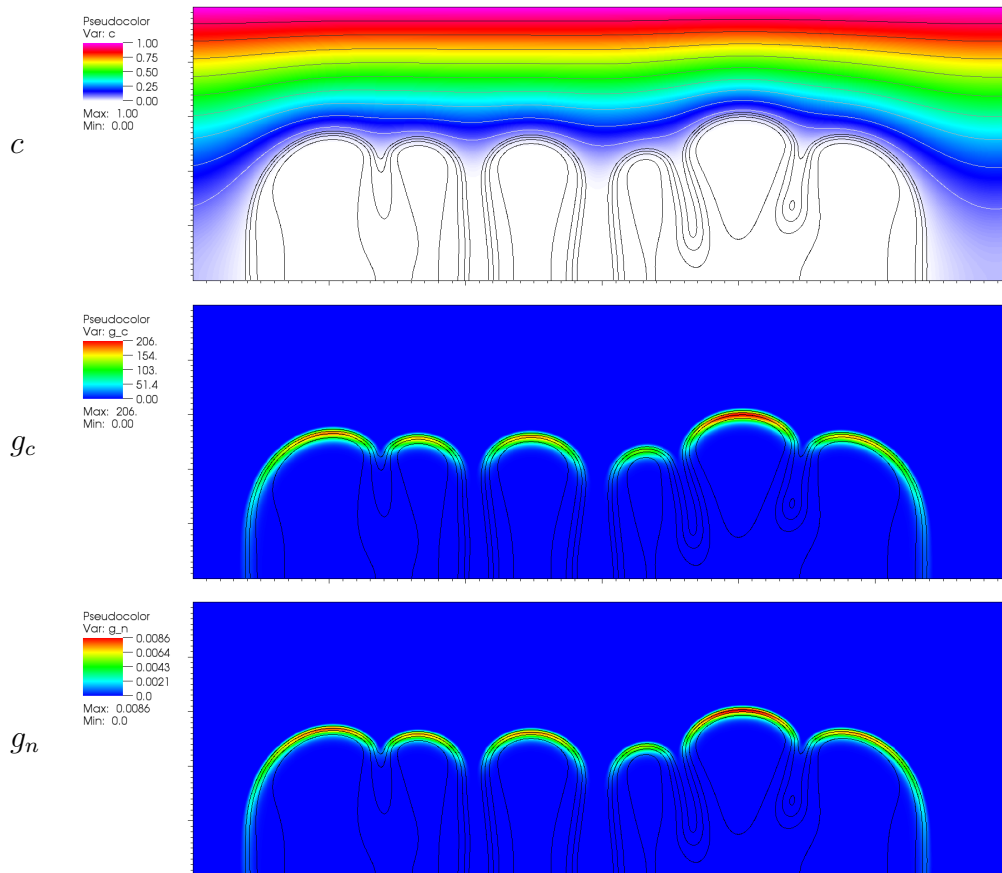 Pseudocolor
Var: c
1.00
0.75
0.50
0.25
0.00
Max: 1.00
Min: 0.00
c
Pseudocolor
Var: g_c
206.
154.
103.
51.4
0.00
Max: 206.
Min: 0.00
g_c
Pseudocolor
Var: g_n
0.0086
0.0064
0.0043
0.0021
0.0
Max: 0.0086
Min: 0.0
g_n